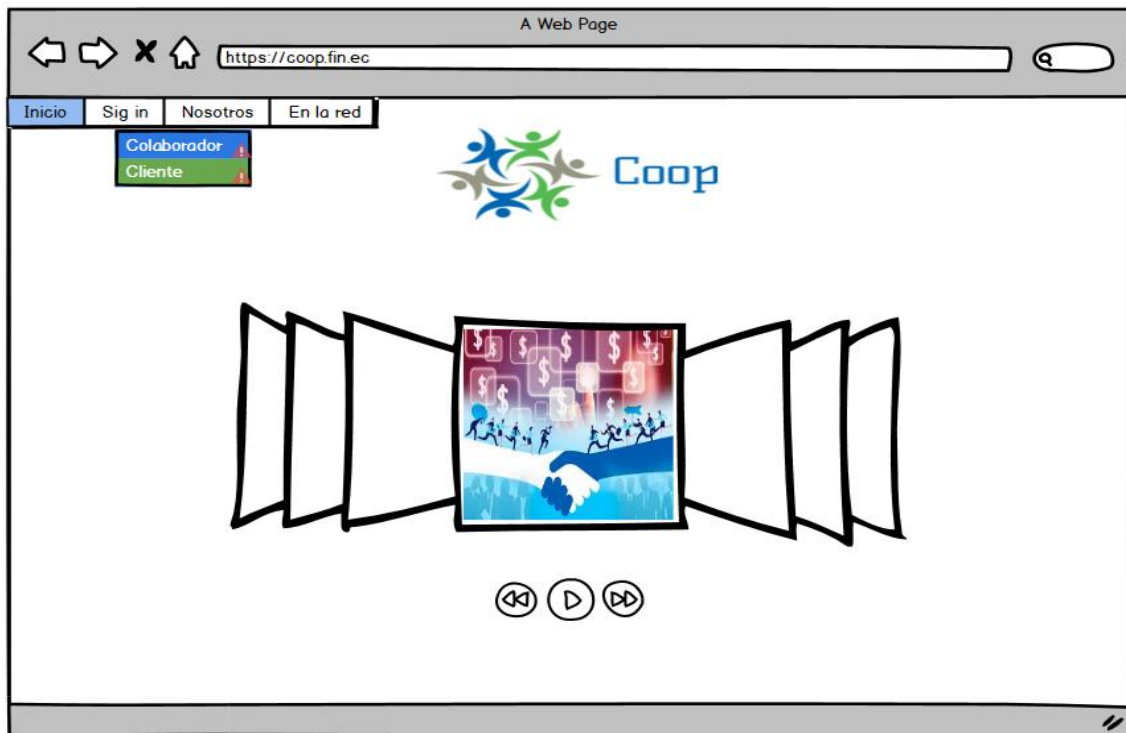 A Web Page
https://coop.fin.ec
Inicio Sig in Nosotros En la red
Colaborador
Cliente
Coop